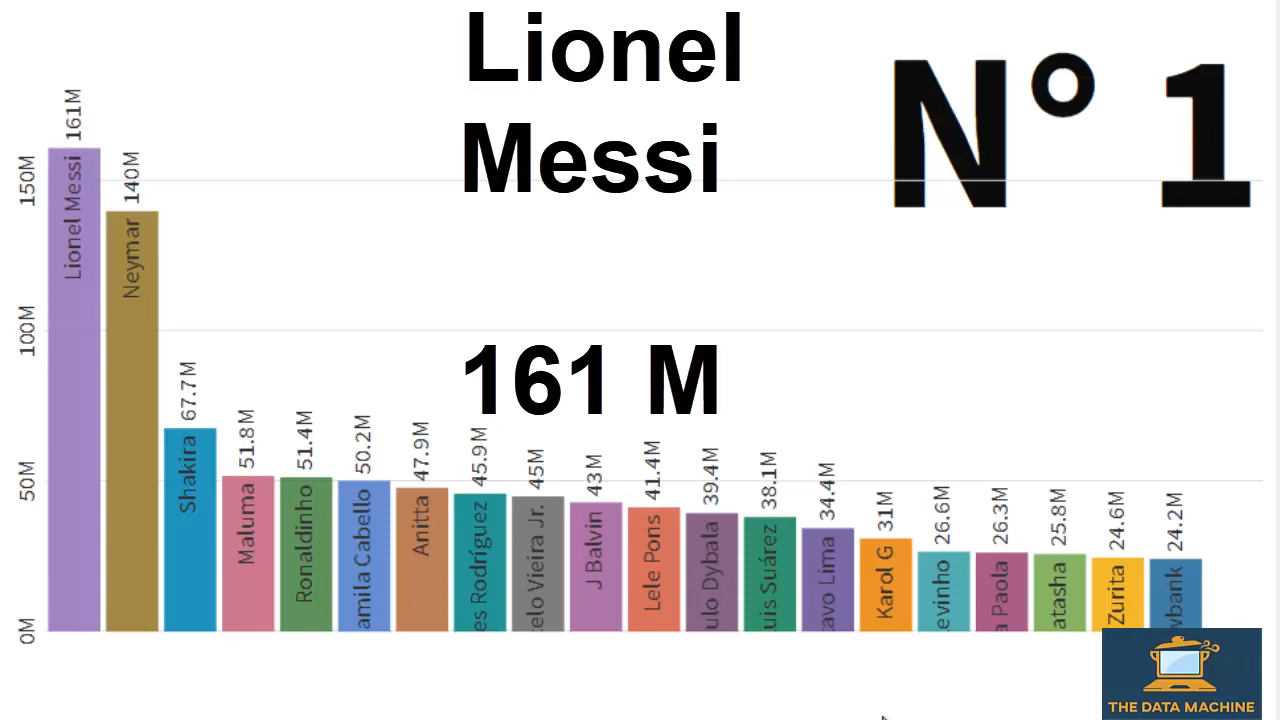 Lionel
Messi
N° 1
161 M
150M
100M
50M
0M
Lionel Messi 161M
Neymar 140M
Shakira 67.7M
Maluma 51.8M
Ronaldinho 51.4M
amila Cabello 50.2M
Anitta 47.9M
es Rodríguez 45.9M
elo Vieira Jr. 45M
J Balvin 43M
Lele Pons 41.4M
ulo Dybala 39.4M
uis Suárez 38.1M
avo Lima 34.4M
Karol G 31M
evinho 26.6M
a Paola 26.3M
atasha 25.8M
Zurita 24.6M
wbank 24.2M
THE DATA MACHINE